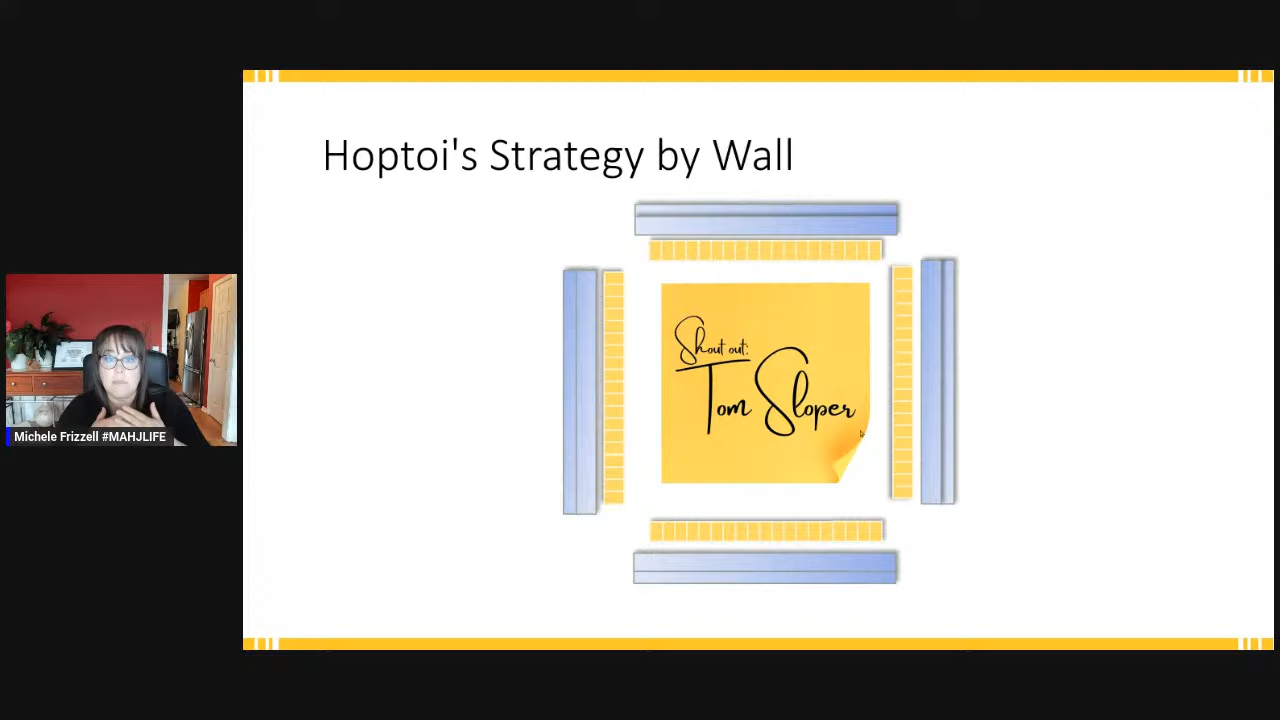 Hoptoi's Strategy by Wall
Shout out:
Tom Sloper
Michele Frizzell #MAHJLIFE